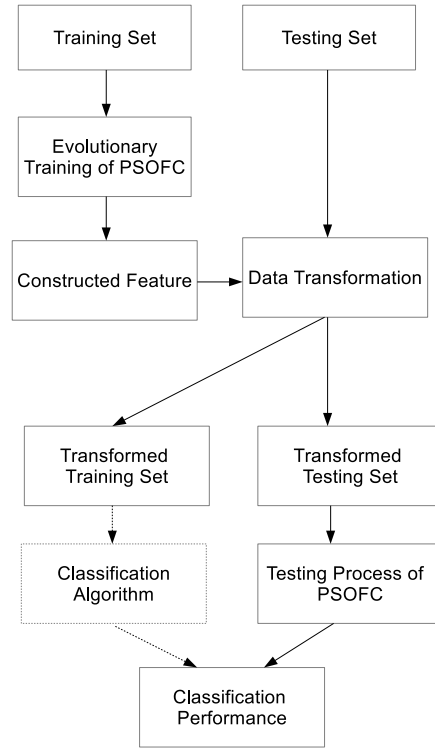 Training Set
Testing Set
Evolutionary
Training of PSOFC
Constructed Feature
Data Transformation
Transformed
Training Set
Transformed
Testing Set
Classification
Algorithm
Testing Process of
PSOFC
Classification
Performance